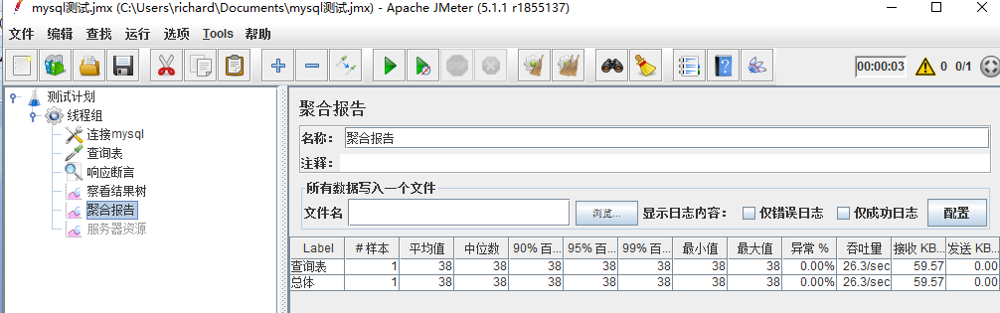 mysql测试.jmx (C:\Users\richard\Documents\mysql测试.jmx) - Apache JMeter (5.1.1 r1855137)
文件 编辑 查找 运行 选项 Tools 帮助
00:00:03 0 0/1
测试计划
线程组
连接mysql
查询表
响应断言
察看结果树
聚合报告
服务器资源
聚合报告
名称: 聚合报告
注释:
所有数据写入一个文件
文件名 浏览... 显示日志内容: 仅错误日志 仅成功日志 配置
Label # 样本 平均值 中位数 90% 百... 95% 百... 99% 百... 最小值 最大值 异常 % 吞吐量 接收 KB... 发送 KB...
查询表 1 38 38 38 38 38 38 38 0.00% 26.3/sec 59.57 0.00
总体 1 38 38 38 38 38 38 38 0.00% 26.3/sec 59.57 0.00